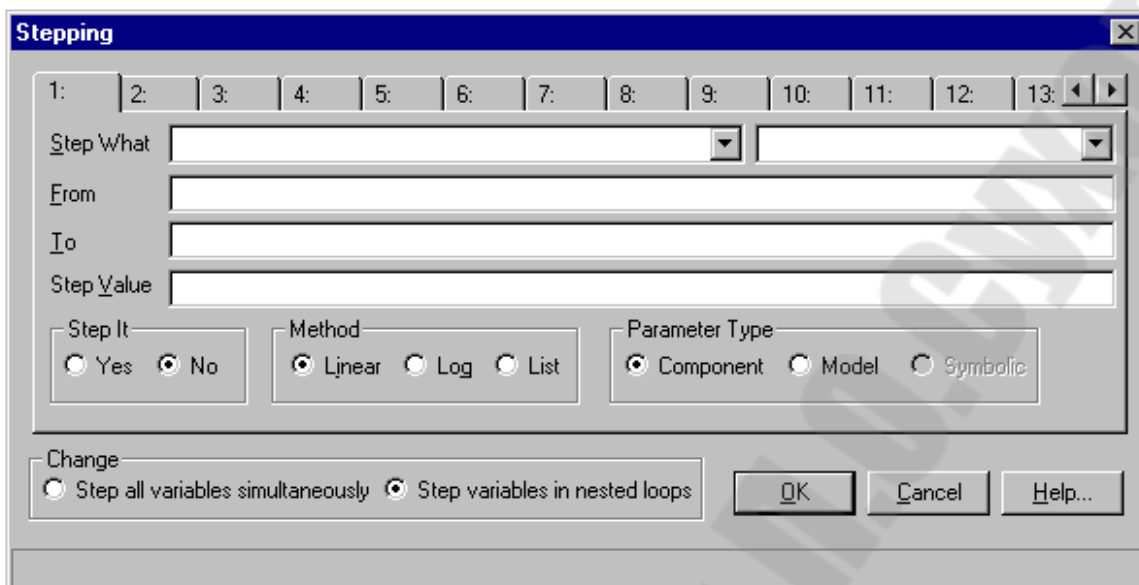 Stepping
1: 2: 3: 4: 5: 6: 7: 8: 9: 10: 11: 12: 13:
Step What
From
To
Step Value
Step It Method Parameter Type
Yes No Linear Log List Component Model Symbolic
Change
Step all variables simultaneously Step variables in nested loops OK Cancel Help...